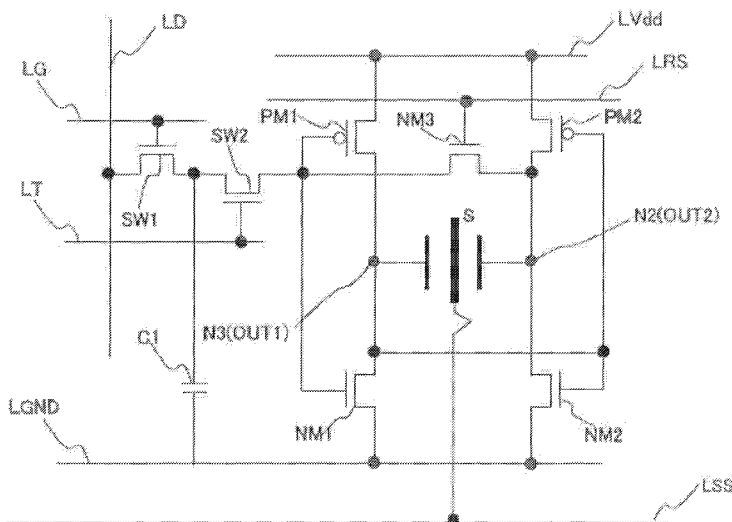 LD
LVdd
LG
LRS
PM1
PM2
NM3
SW2
LT
SW1
S
N2(OUT2)
C1
N3(OUT1)
LGND
NM1
NM2
LSS